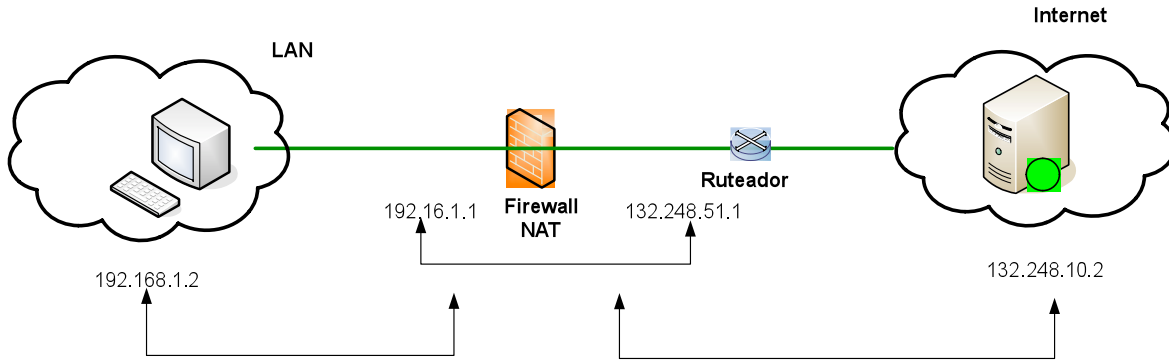 Internet
LAN
Ruteador
192.16.1.1
Firewall
NAT
132.248.51.1
192.168.1.2
132.248.10.2